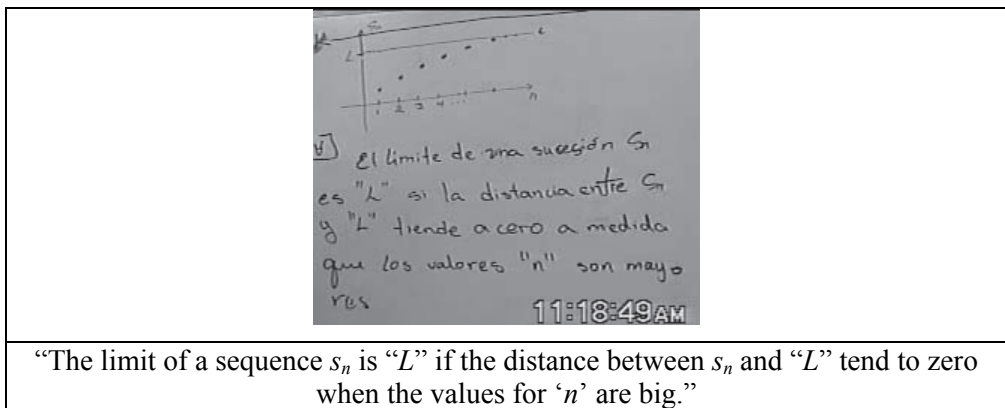 Sn
L
L
1 2 3 4 ...
n
El límite de una sucesión Sn
es "L" si la distancia entre Sn
y "L" tiende a cero a medida
que los valores "n" son mayo
res
11:18:49AM
“The limit of a sequence sn is “L” if the distance between sn and “L” tend to zero
when the values for ‘n’ are big.”